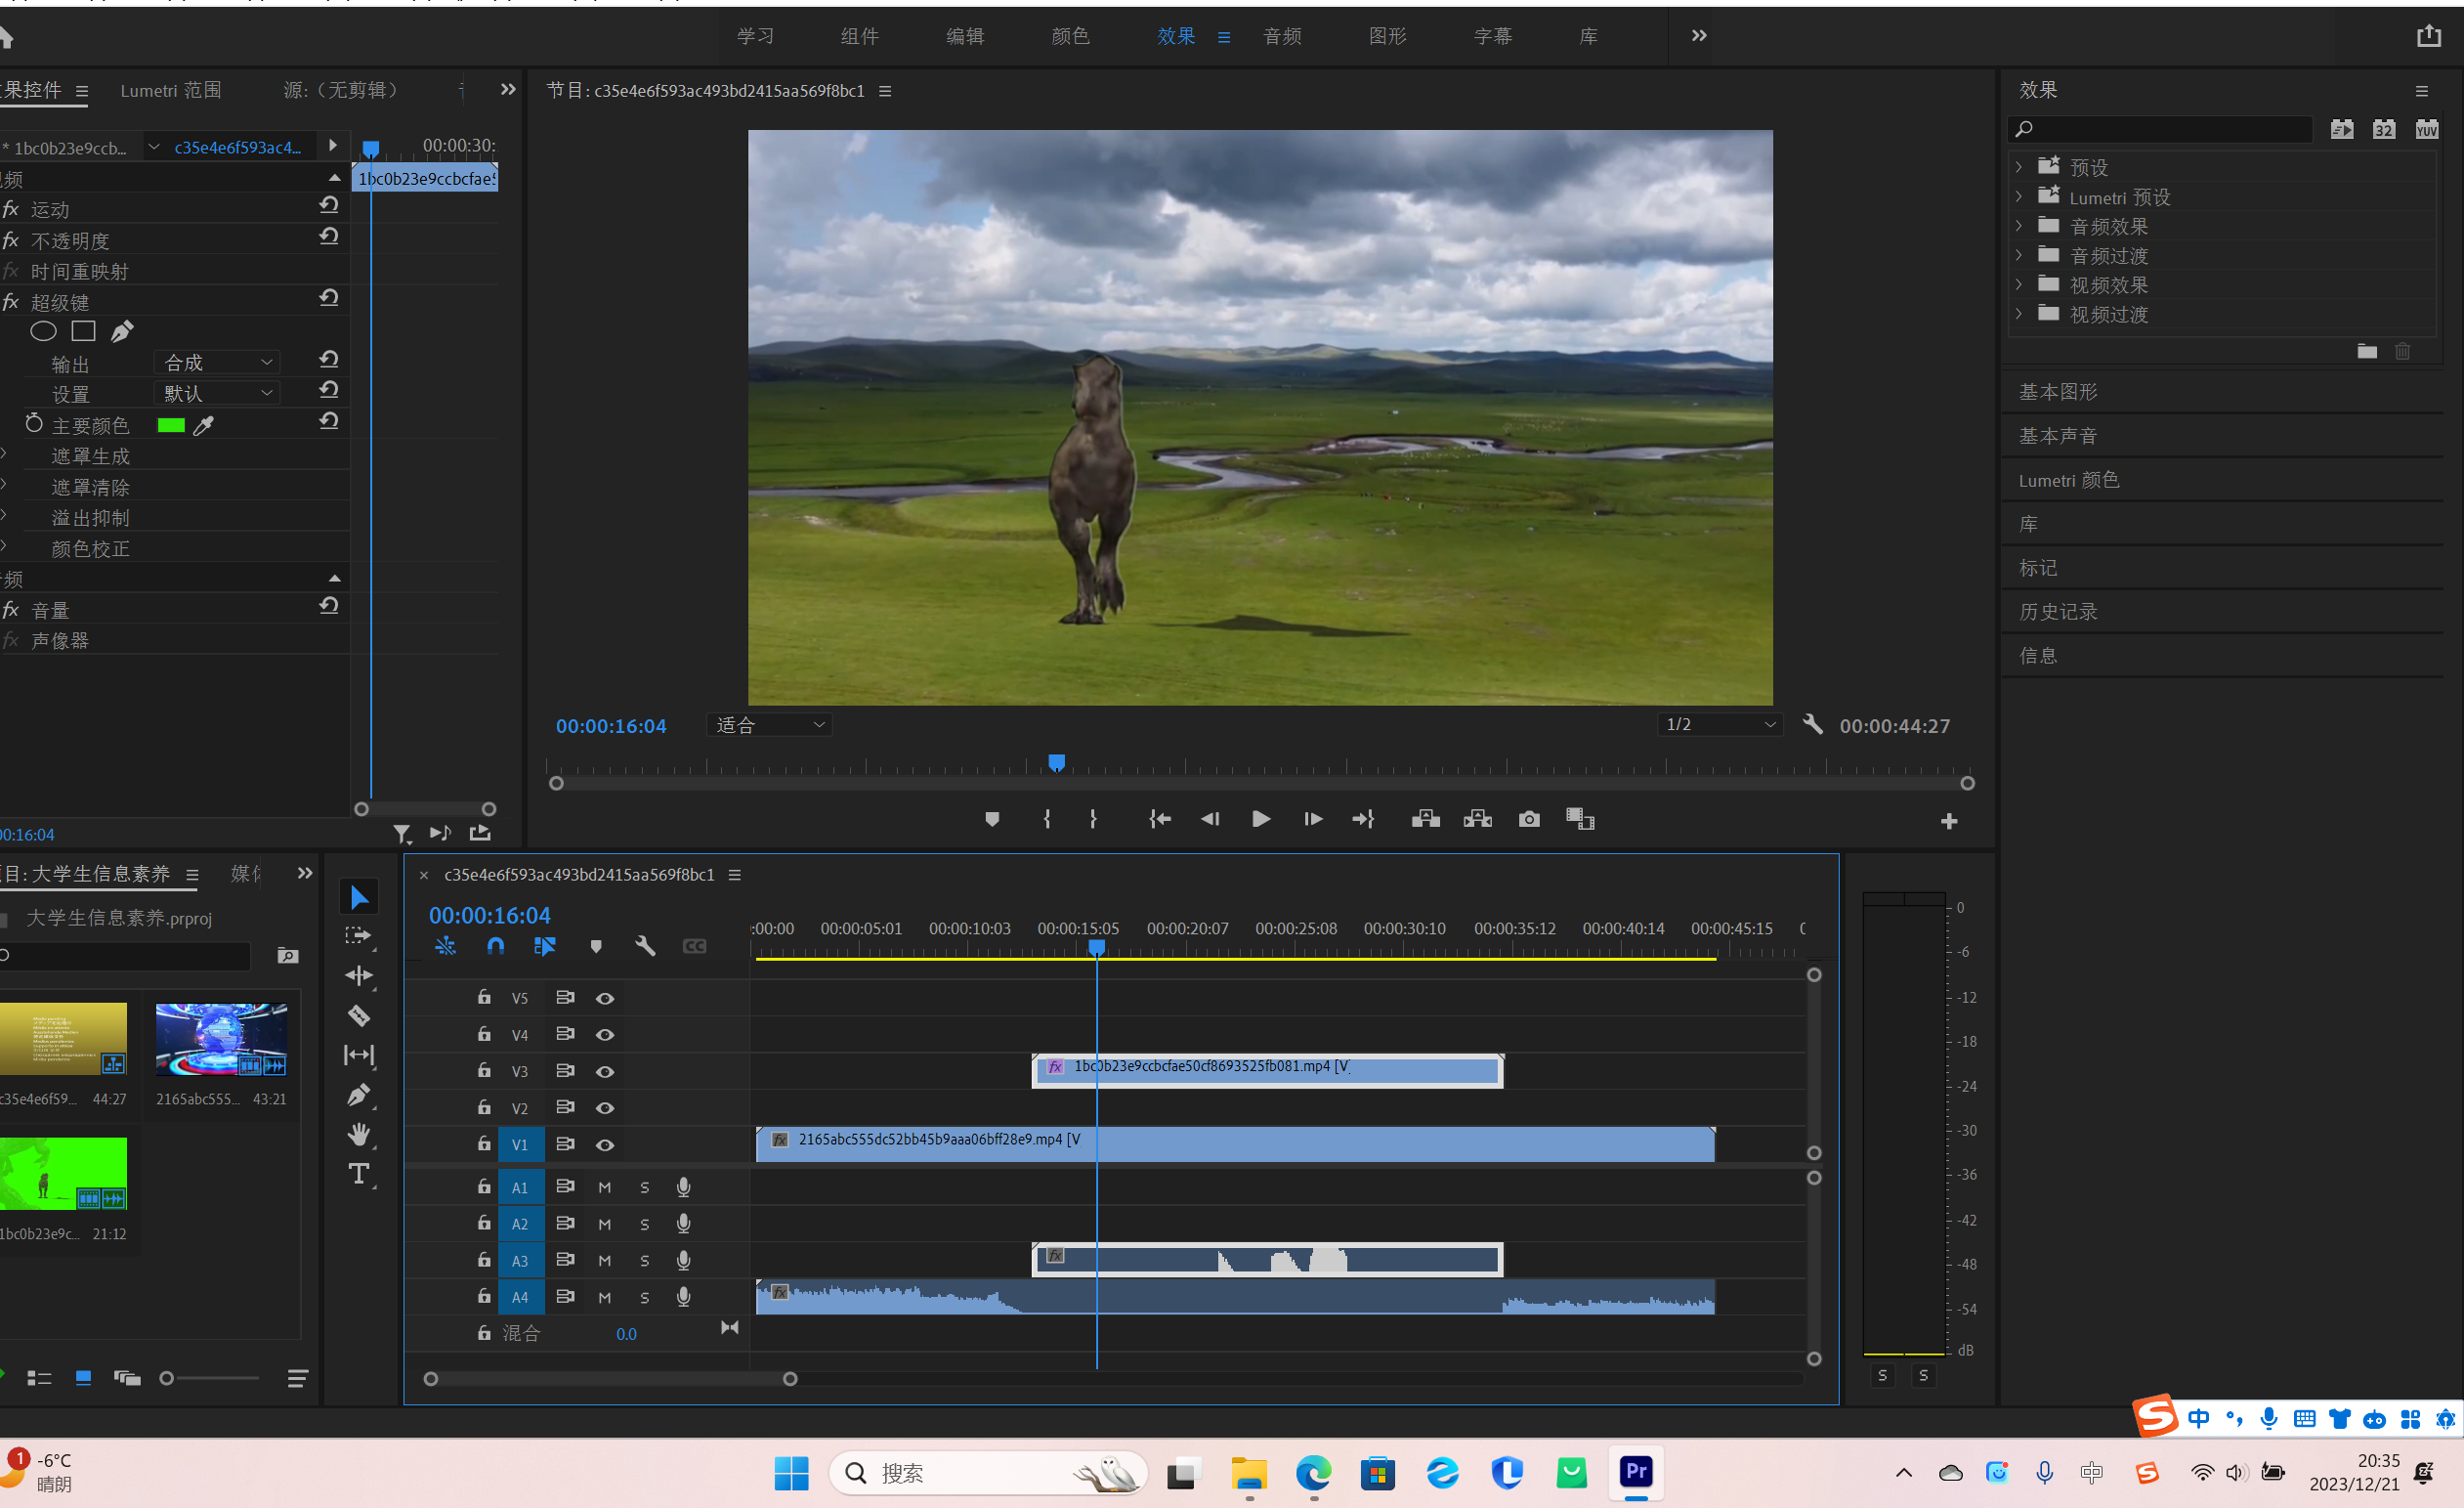 学习 组件 编辑 颜色 效果 音频 图形 字幕 库
果控件 Lumetri 范围 源:(无剪辑)
节目: c35e4e6f593ac493bd2415aa569f8bc1
效果
* 1bc0b23e9ccb... c35e4e6f593ac4... 00:00:30:
1bc0b23e9ccbcfae5
频
fx 运动
fx 不透明度
fx 时间重映射
fx 超级键
输出 合成
设置 默认
主要颜色
遮罩生成
遮罩清除
溢出抑制
颜色校正
频
fx 音量
fx 声像器
0:16:04
00:00:16:04 适合 1/2 00:00:44:27
32 YUV
预设
Lumetri 预设
音频效果
音频过渡
视频效果
视频过渡
基本图形
基本声音
Lumetri 颜色
库
标记
历史记录
信息
目: 大学生信息素养
大学生信息素养.prproj
c35e4e6f59... 44:27
2165abc555... 43:21
1bc0b23e9c... 21:12
× c35e4e6f593ac493bd2415aa569f8bc1
00:00:16:04
:00:00 00:00:05:01 00:00:10:03 00:00:15:05 00:00:20:07 00:00:25:08 00:00:30:10 00:00:35:12 00:00:40:14 00:00:45:15
CC
V5
V4
V3 fx 1bc0b23e9ccbcfae50cf8693525fb081.mp4 [V
V2
V1 fx 2165abc555dc52bb45b9aaa06bff28e9.mp4 [V
A1 M S
A2 M S
A3 M S fx
A4 M S fx
混合 0.0
0
-6
-12
-18
-24
-30
-36
-42
-48
-54
dB
S S
中
1
-6°C
晴朗
搜索
Pr
中
20:35
2023/12/21